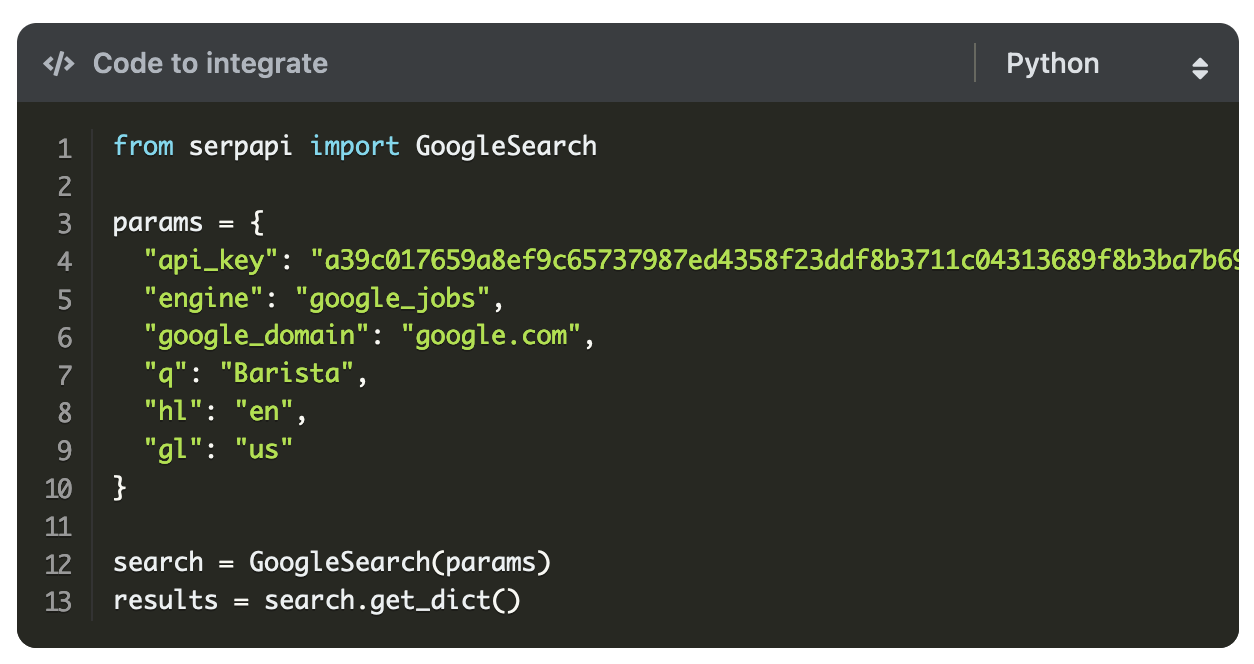 </> Code to integrate
Python
1 from serpapi import GoogleSearch
2
3 params = {
4 "api_key": "a39c017659a8ef9c65737987ed4358f23ddf8b3711c04313689f8b3ba7b69
5 "engine": "google_jobs",
6 "google_domain": "google.com",
7 "q": "Barista",
8 "hl": "en",
9 "gl": "us"
10 }
11
12 search = GoogleSearch(params)
13 results = search.get_dict()